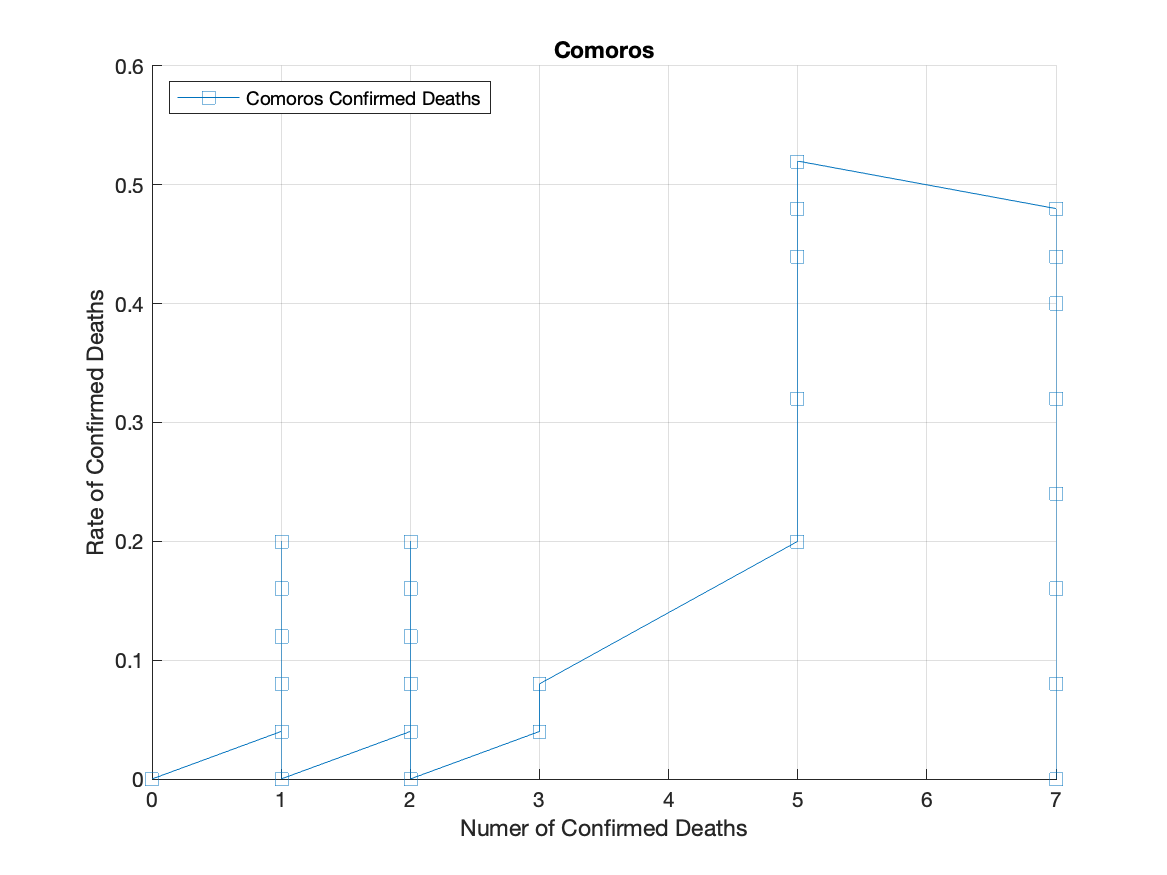 Comoros
Comoros Confirmed Deaths
Rate of Confirmed Deaths
0.6
0.5
0.4
0.3
0.2
0.1
0
0 1 2 3 4 5 6 7
Numer of Confirmed Deaths